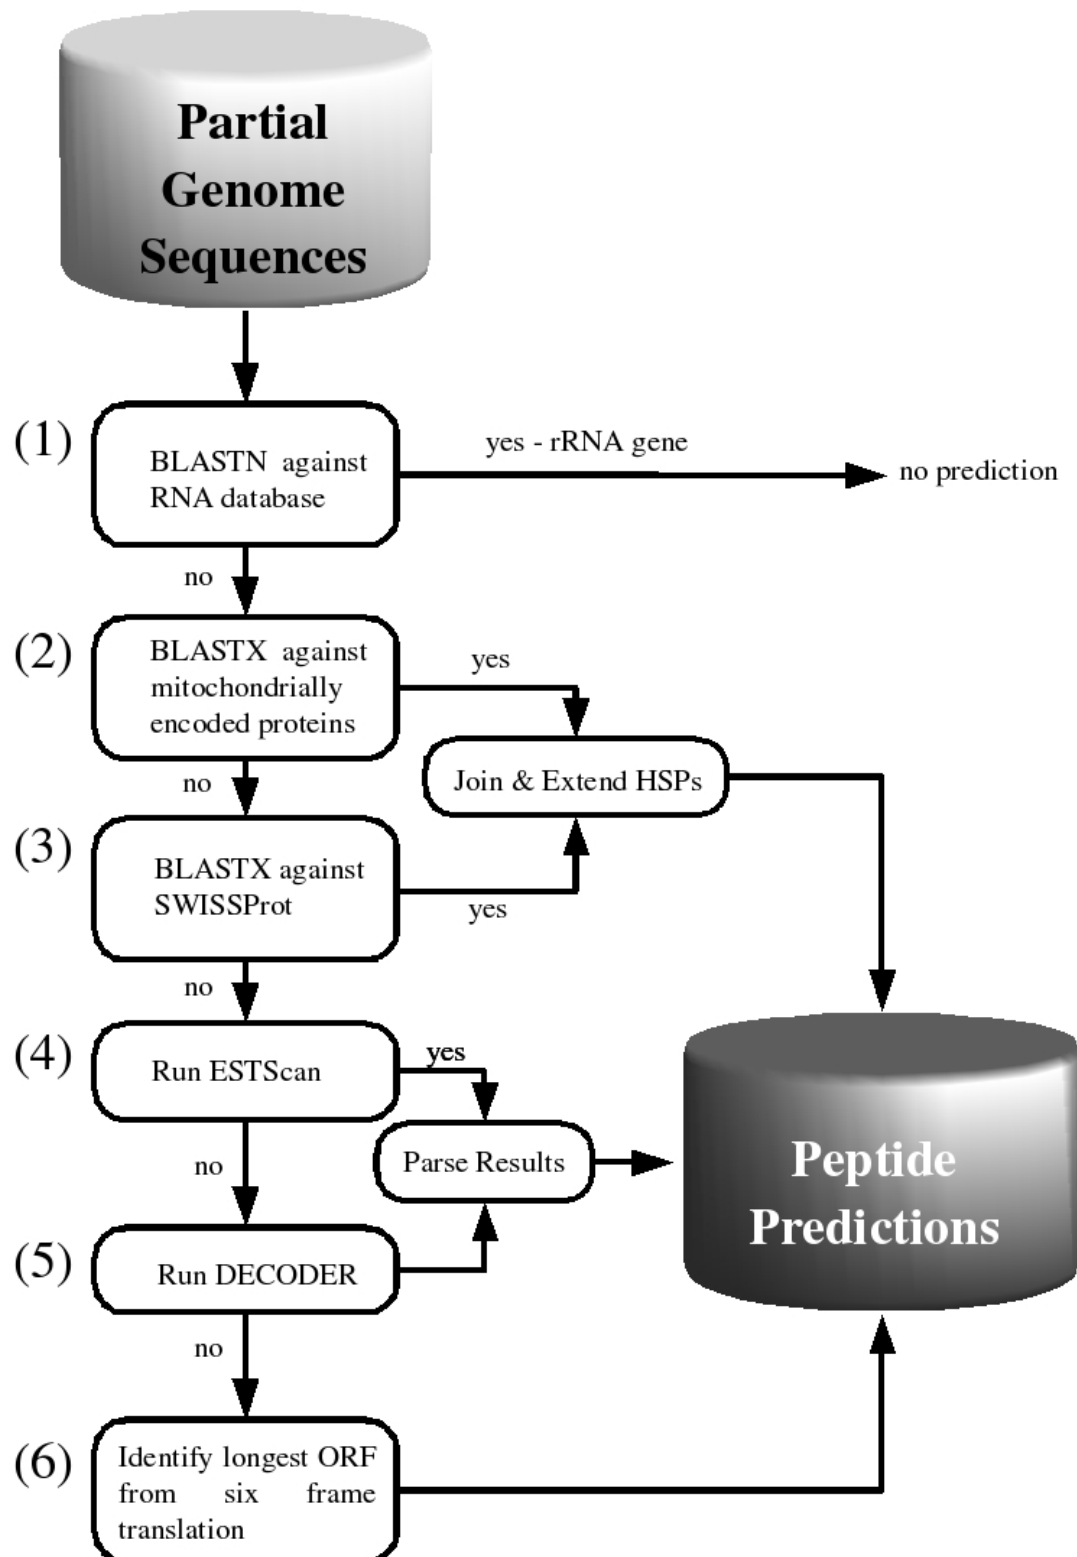 Partial
Genome
Sequences
(1)
BLASTN against
RNA database
yes - rRNA gene
no prediction
no
(2)
BLASTX against
mitochondrially
encoded proteins
yes
Join & Extend HSPs
no
(3)
BLASTX against
SWISSProt
yes
no
(4)
Run ESTScan
yes
Parse Results
no
Peptide
Predictions
(5)
Run DECODER
no
(6)
Identify longest ORF
from six frame
translation